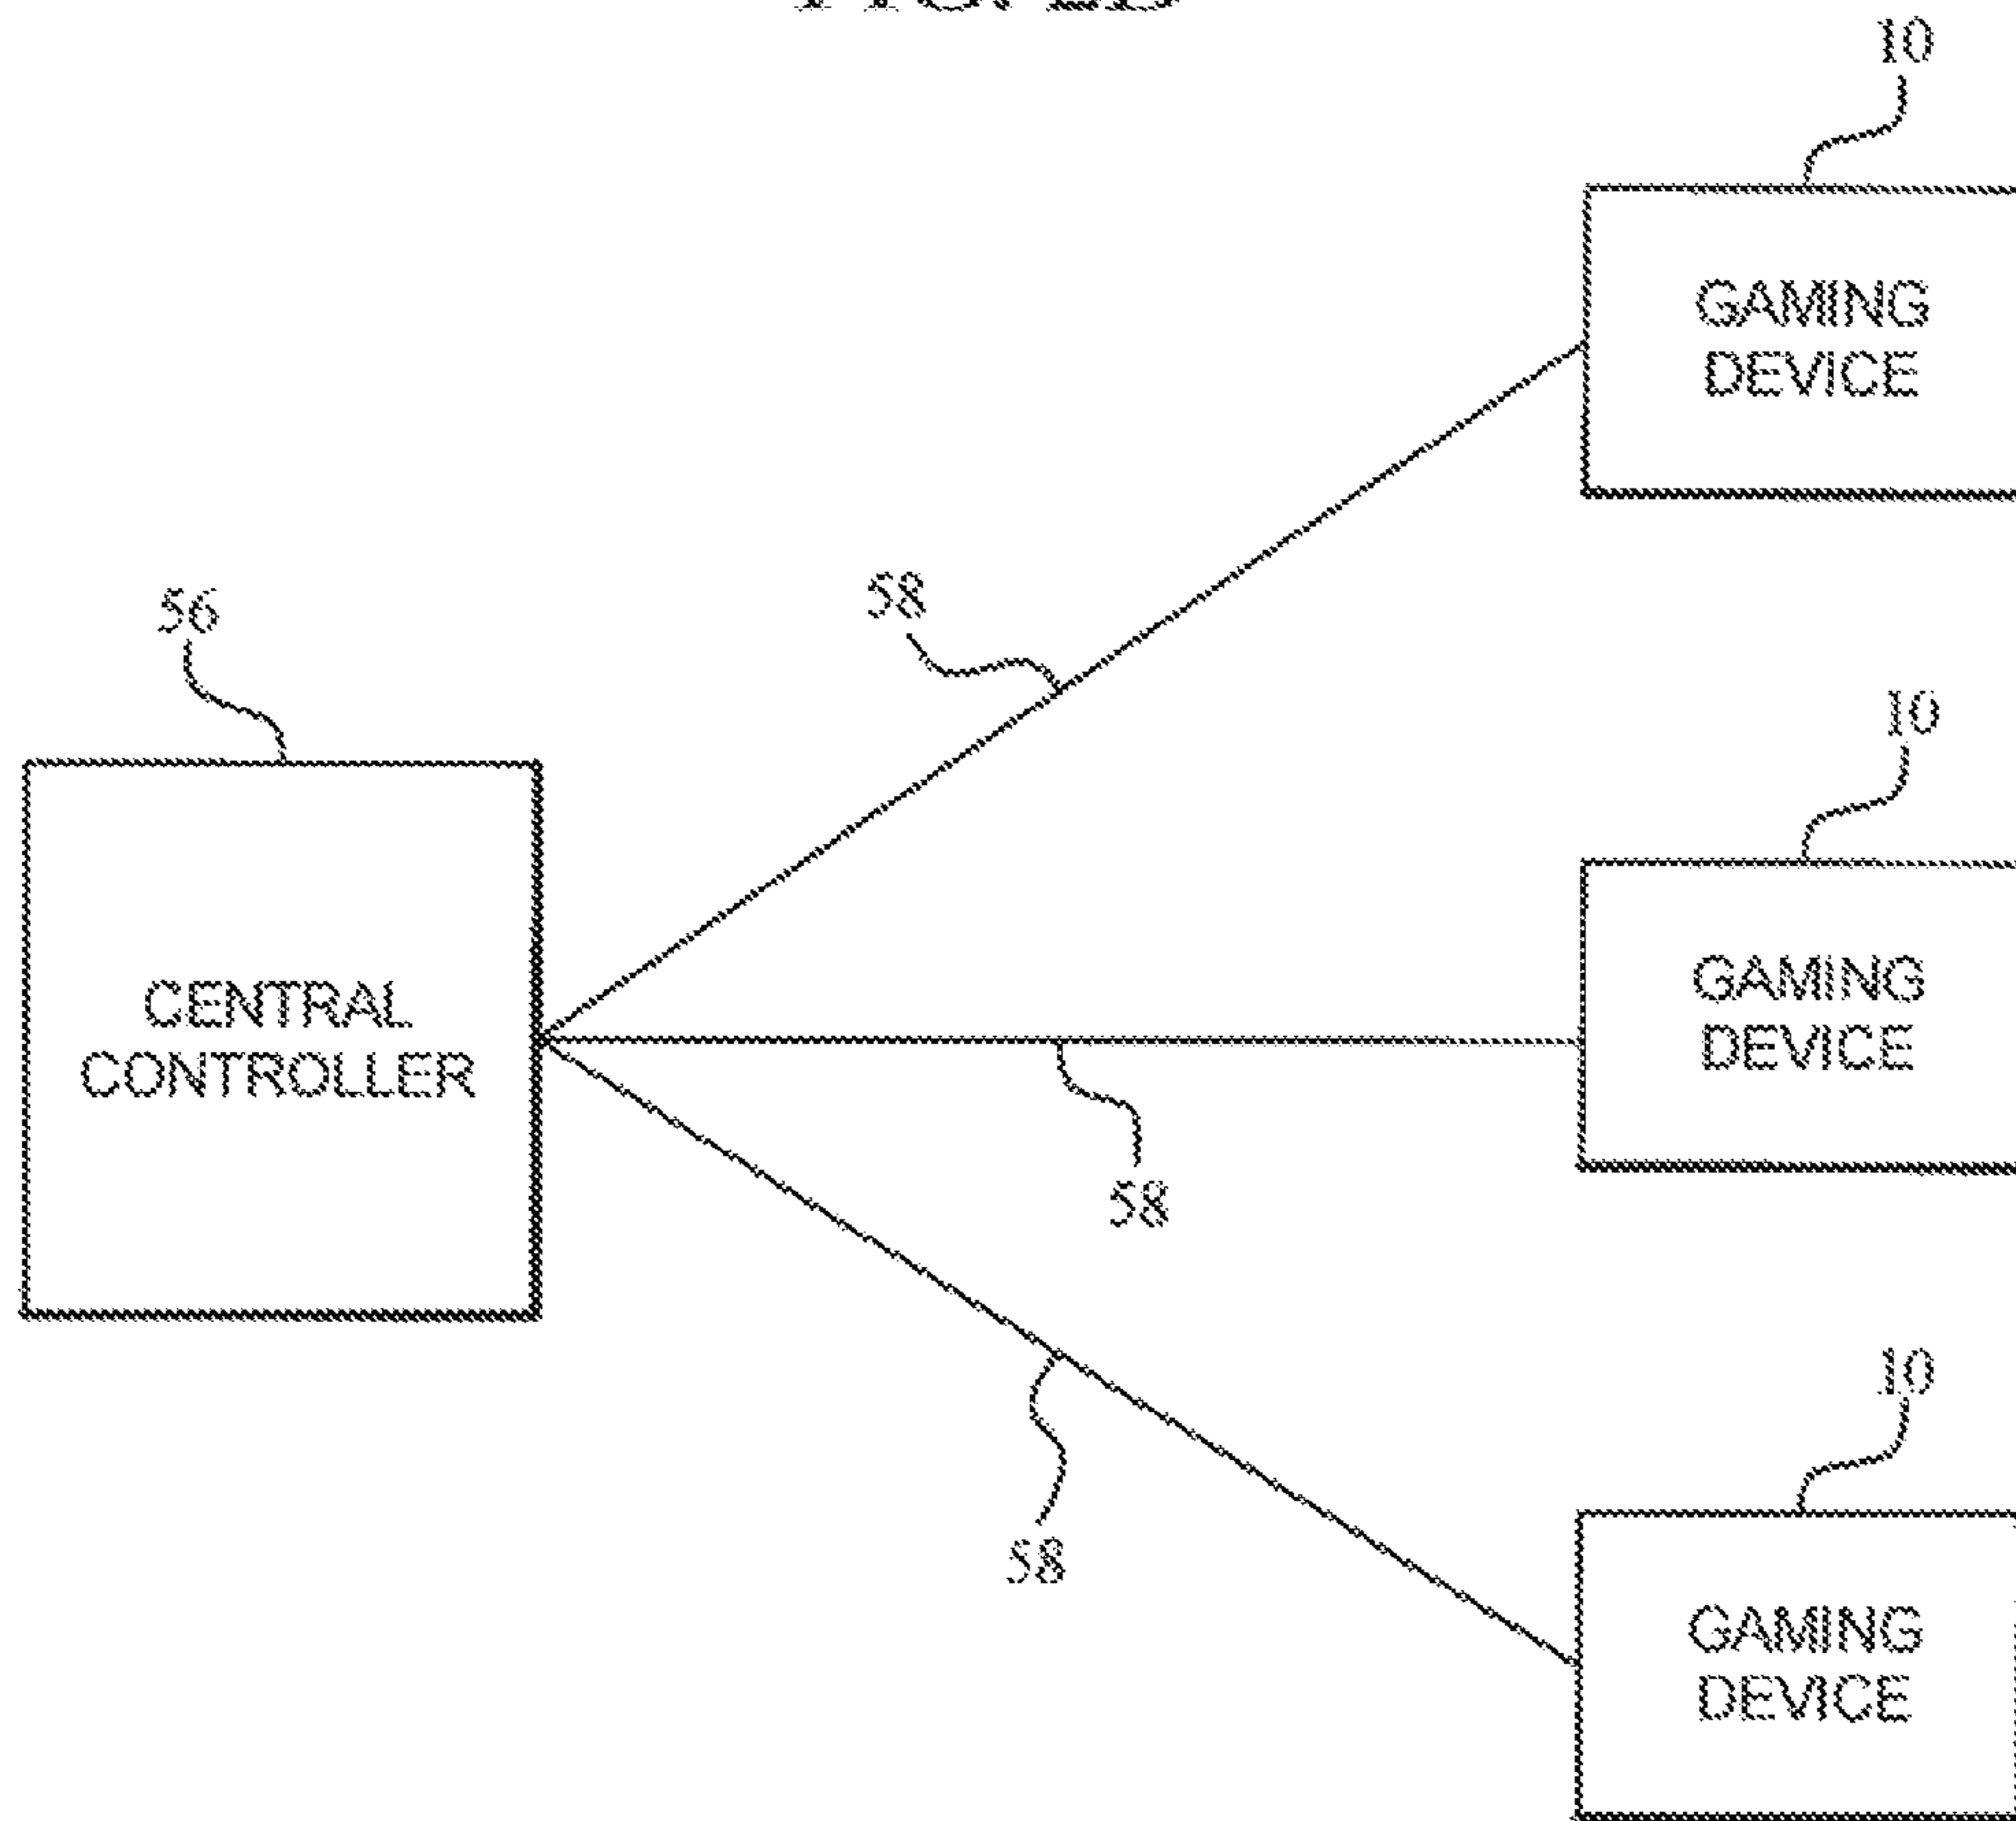 10
GAMING
DEVICE
58
56
10
CENTRAL
CONTROLLER
GAMING
DEVICE
58
10
58
GAMING
DEVICE